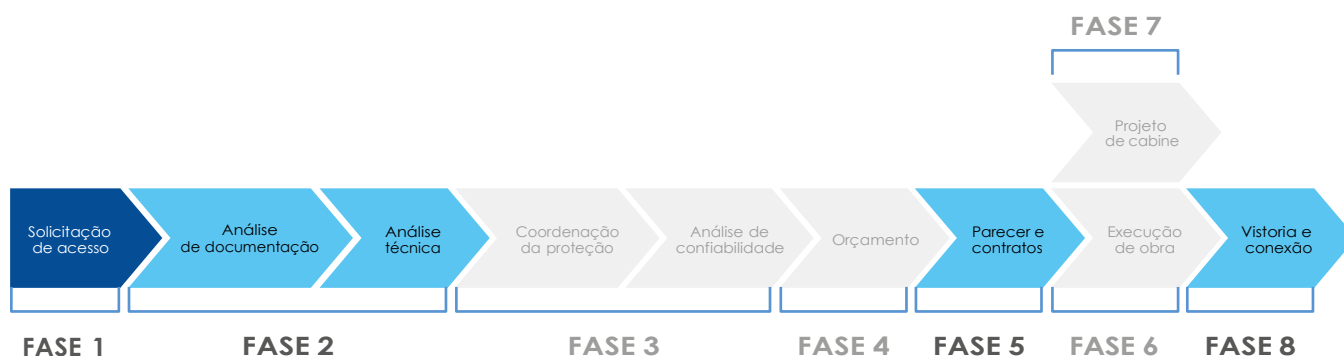 FASE 7
Projeto
de cabine
Solicitação
de acesso
Análise
de documentação
Análise
técnica
Coordenação
da proteção
Análise de
confiabilidade
Orçamento
Parecer e
contratos
Execução
de obra
Vistoria e
conexão
FASE 1
FASE 2
FASE 3
FASE 4
FASE 5
FASE 6
FASE 8